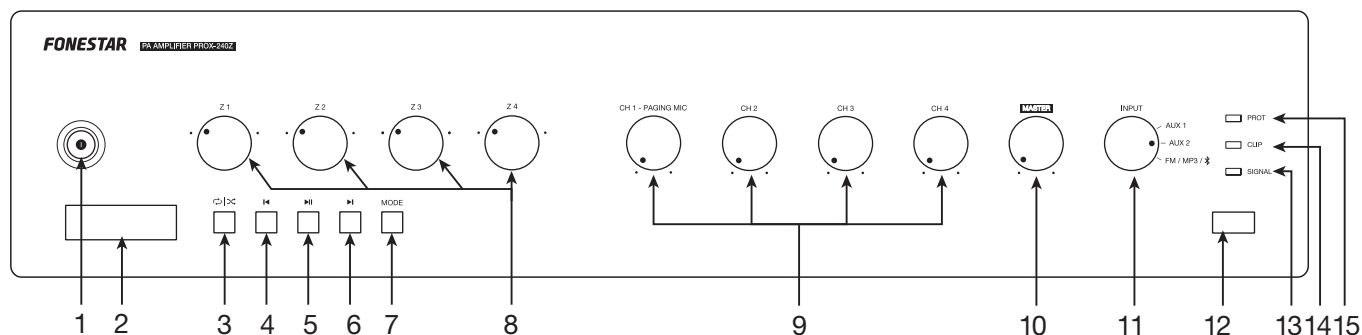 FONESTAR PA AMPLIFIER PROX-240Z
Z 1 Z 2 Z 3 Z 4 CH 1 - PAGING MIC CH 2 CH 3 CH 4 MASTER INPUT
AUX 1
AUX 2
FM / MP3 /
PROT
CLIP
SIGNAL
MODE
1 2 3 4 5 6 7 8 9 10 11 12 13 14 15